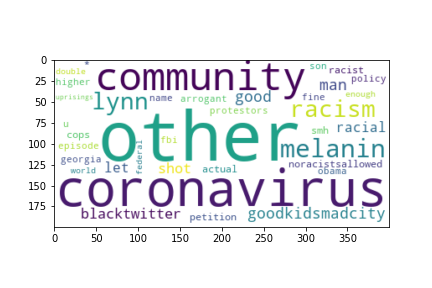 0
25
50
75
100
125
150
175
0 50 100 150 200 250 300 350
double * community son racist
higher man policy
uprisings lynn name arrogant good fine enough
protestors racism
u other smh racial
cops
episode fbi melanin
georgia let federal shot actual noracistsallowed
world obama
coronavirus
blacktwitter petition goodkidsmadcity